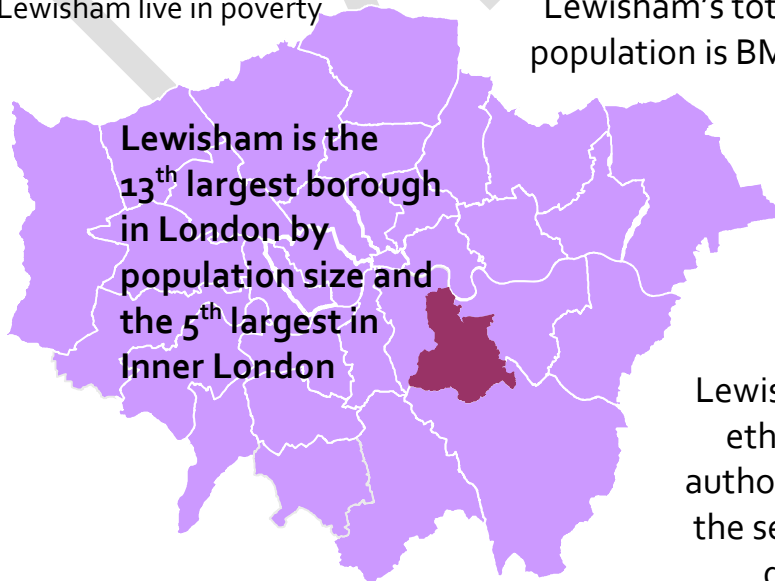 Lewisham live in poverty
Lewisham's tot
population is BM
Lewisham is the
13th largest borough
in London by
population size and
the 5th largest in
Inner London
Lewis
eth
autho
the se